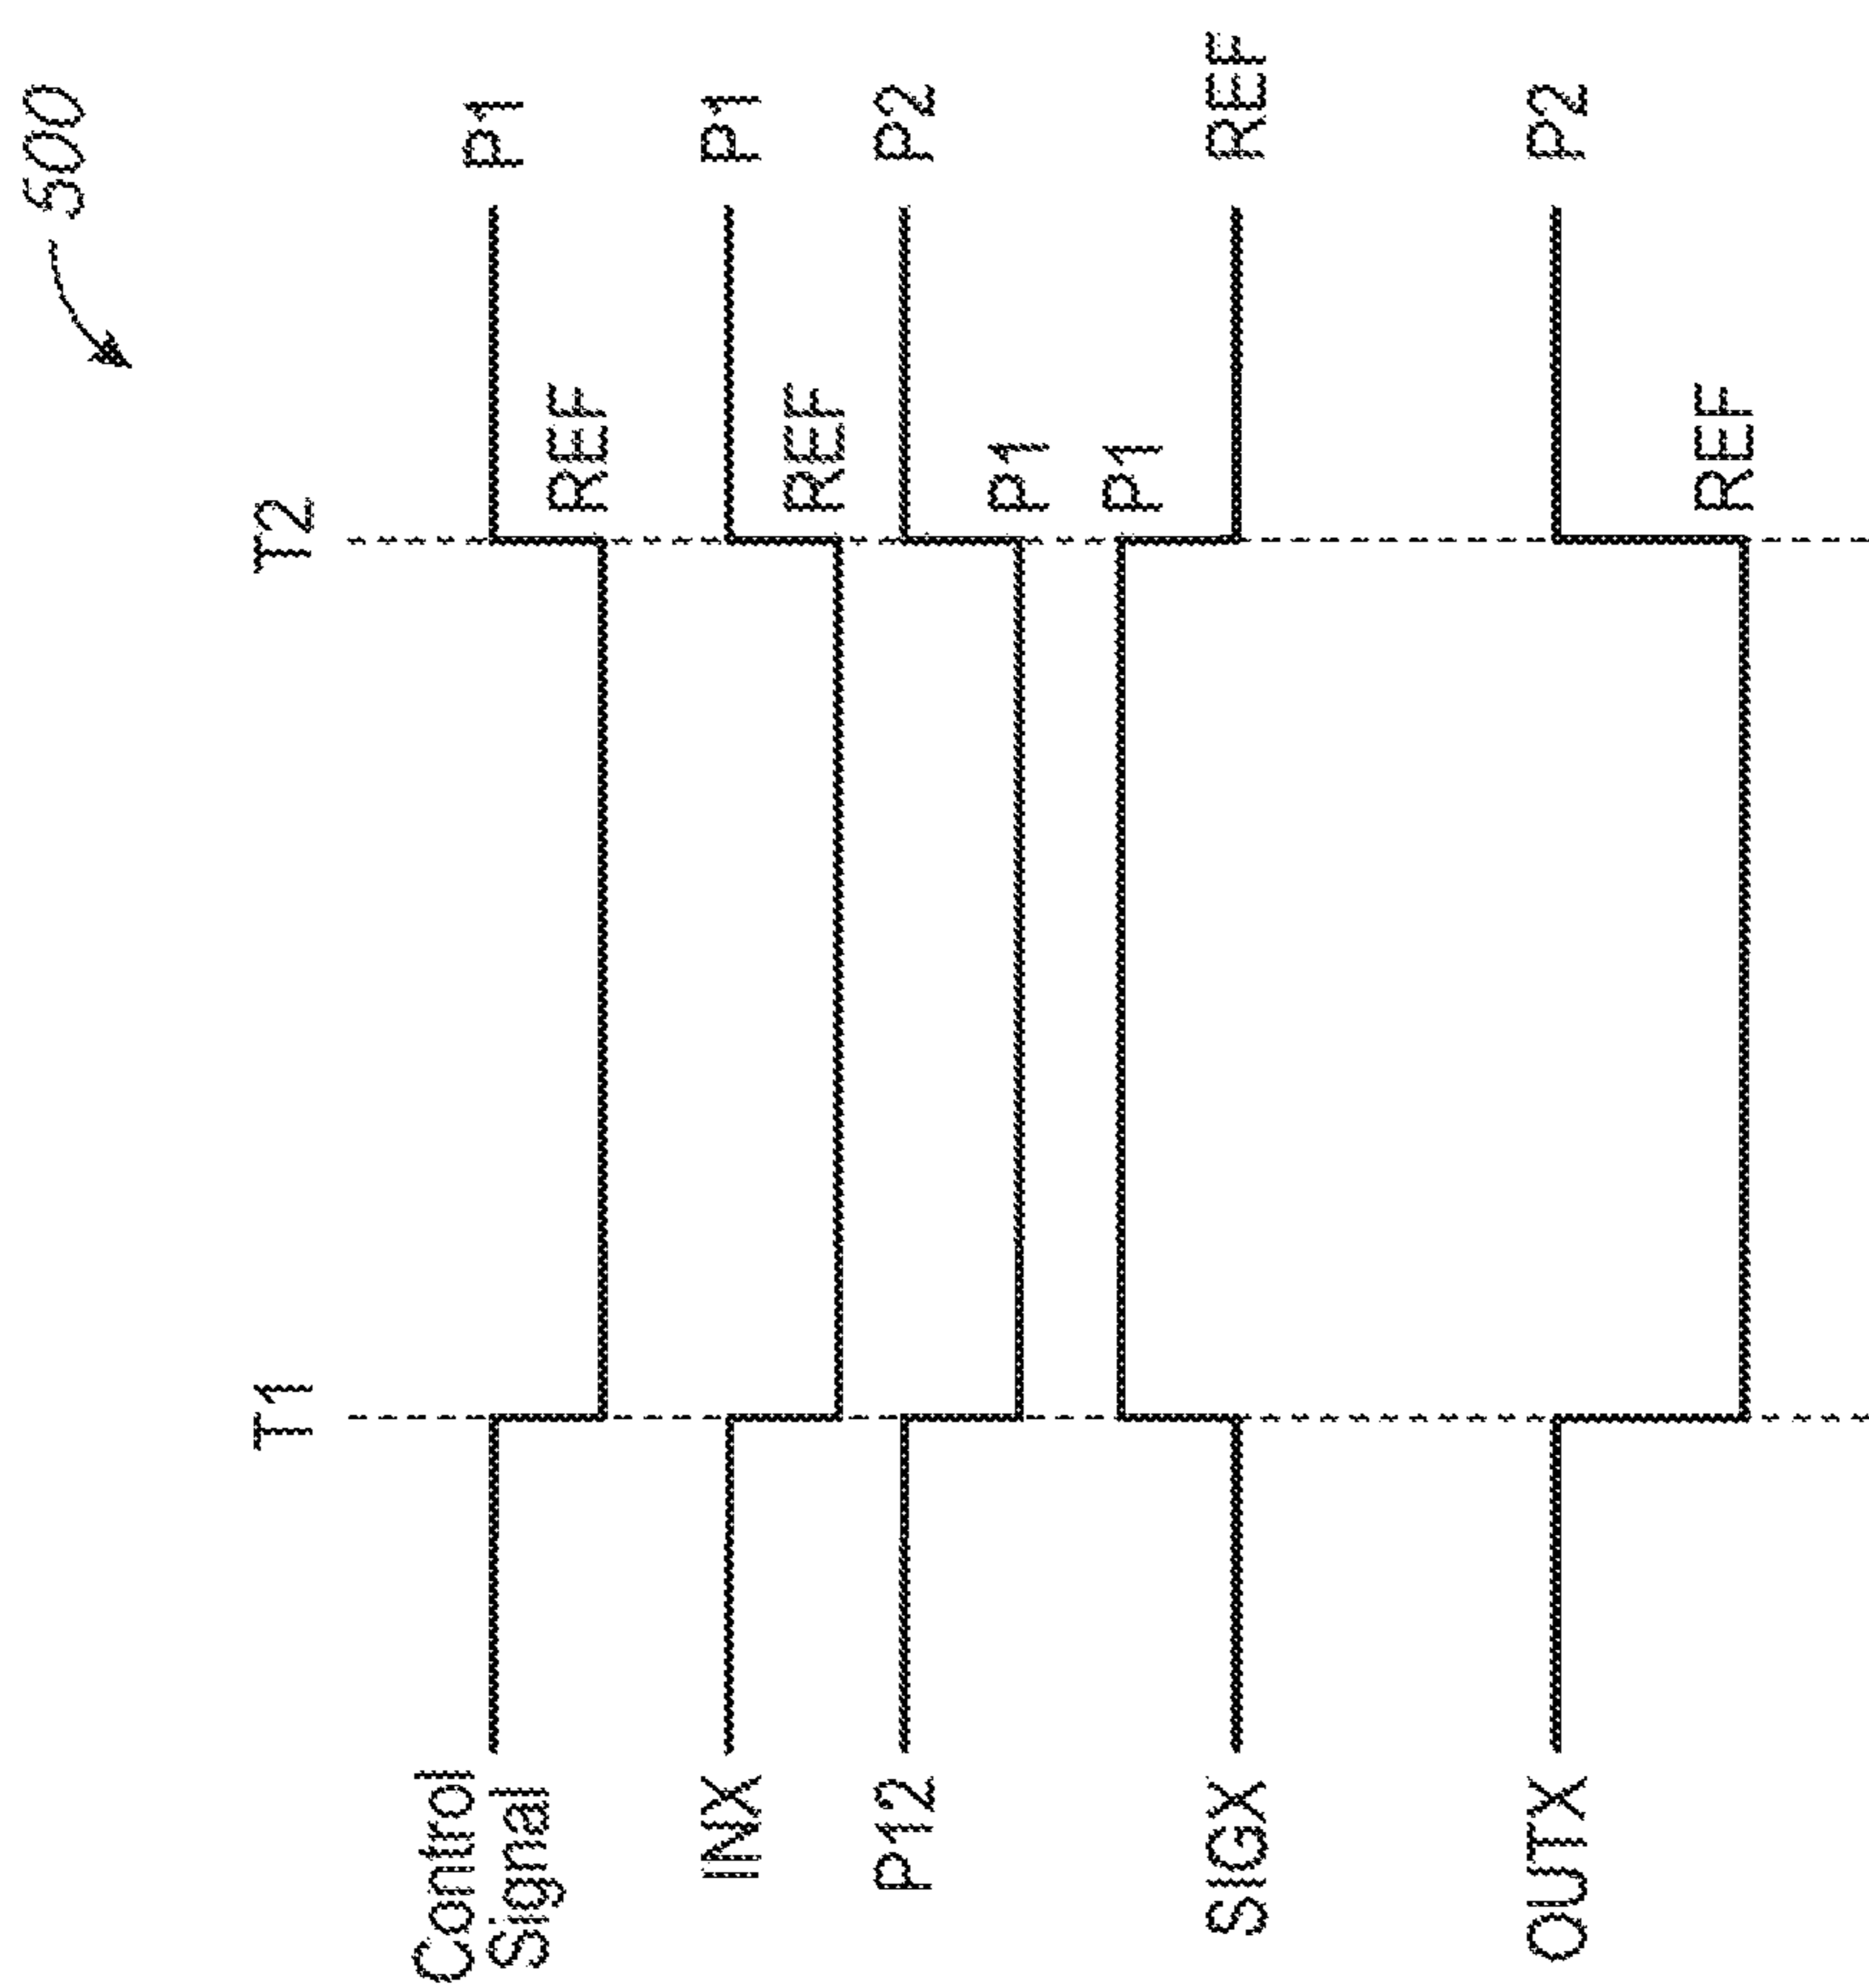 500
T1 T2
Control
Signal
P1
REF
INX
P1
REF
P12
P2
P1
P1
SIGX
REF
OUTX
P2
REF